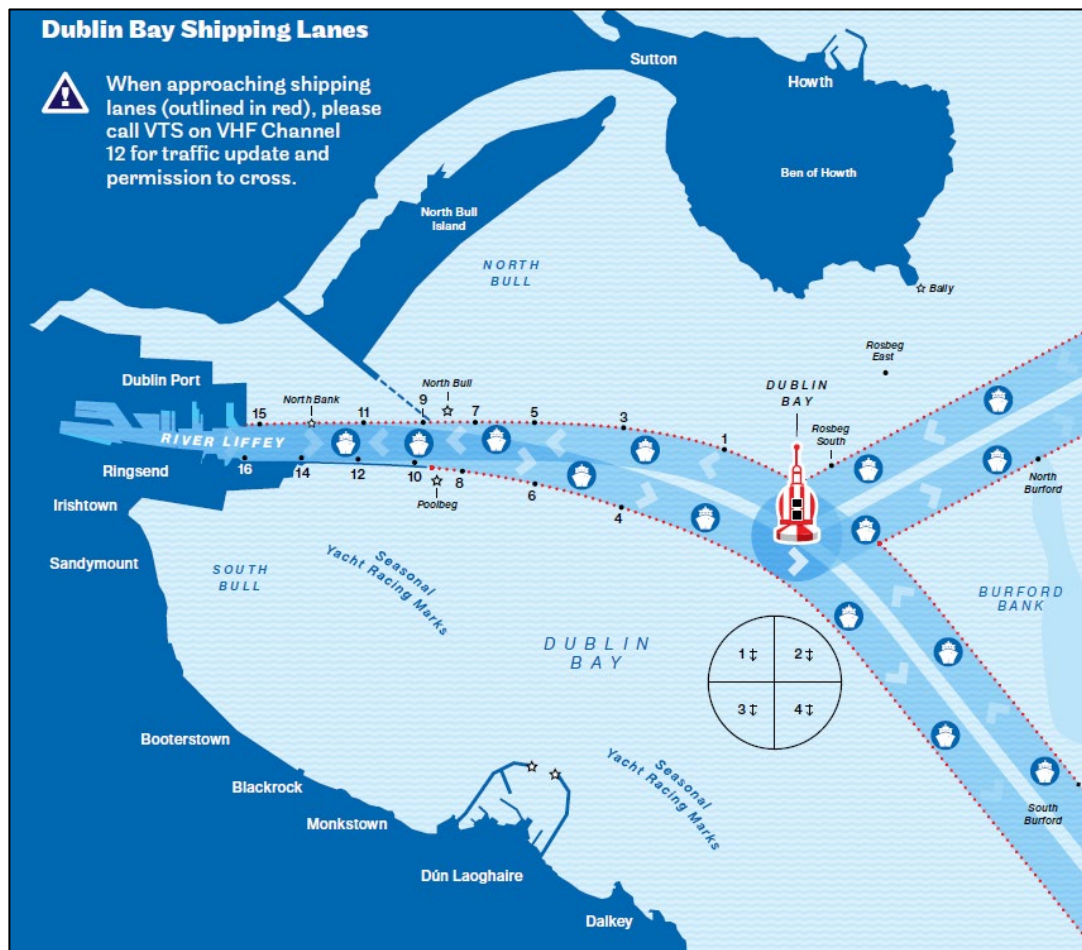 Dublin Bay Shipping Lanes
When approaching shipping
lanes (outlined in red), please
call VTS on VHF Channel
12 for traffic update and
permission to cross.
Sutton
Howth
Ben of Howth
North Bull
Island
NORTH
BULL
Baily
Rosbeg
East
Dublin Port
North Bank
North Bull
DUBLIN
BAY
Rosbeg
South
15
11
9
7
5
3
1
RIVER LIFFEY
Ringsend
16
14
12
10
8
6
4
Poolbeg
North
Burford
Irishtown
Sandymount
SOUTH
BULL
Seasonal
Yacht Racing Marks
BURFORD
BANK
DUBLIN
BAY
1
2
3
4
Booterstown
Blackrock
Monkstown
Seasonal
Yacht Racing Marks
South
Burford
Dún Laoghaire
Dalkey